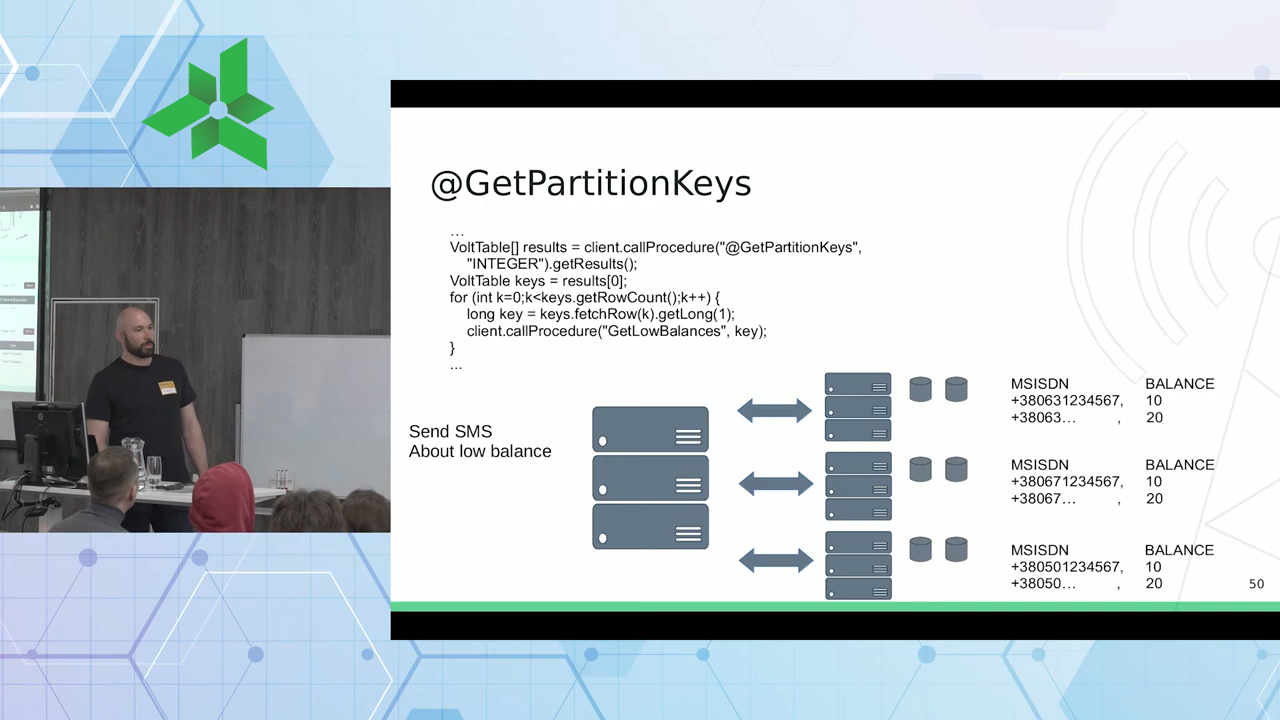 @GetPartitionKeys
...
VoltTable[] results = client.callProcedure("@GetPartitionKeys",
"INTEGER").getResults();
VoltTable keys = results[0];
for (int k=0;k<keys.getRowCount();k++) {
long key = keys.fetchRow(k).getLong(1);
client.callProcedure("GetLowBalances", key);
}
...
Send SMS
About low balance
MSISDN BALANCE
+380631234567, 10
+38063... , 20
MSISDN BALANCE
+380671234567, 10
+38067... , 20
MSISDN BALANCE
+380501234567, 10
+38050... , 20
50